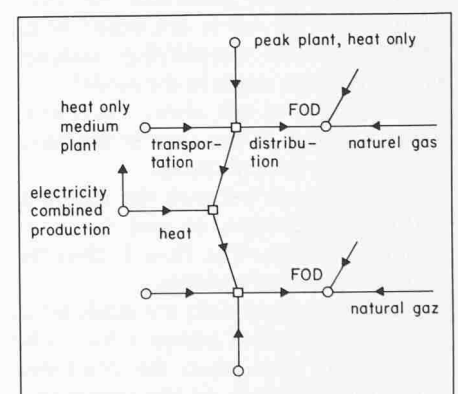 peak plant, heat only
FOD
heat only
medium
plant
transpor-
tation
distribu-
tion
naturel gas
electricity
combined
production
heat
FOD
natural gaz